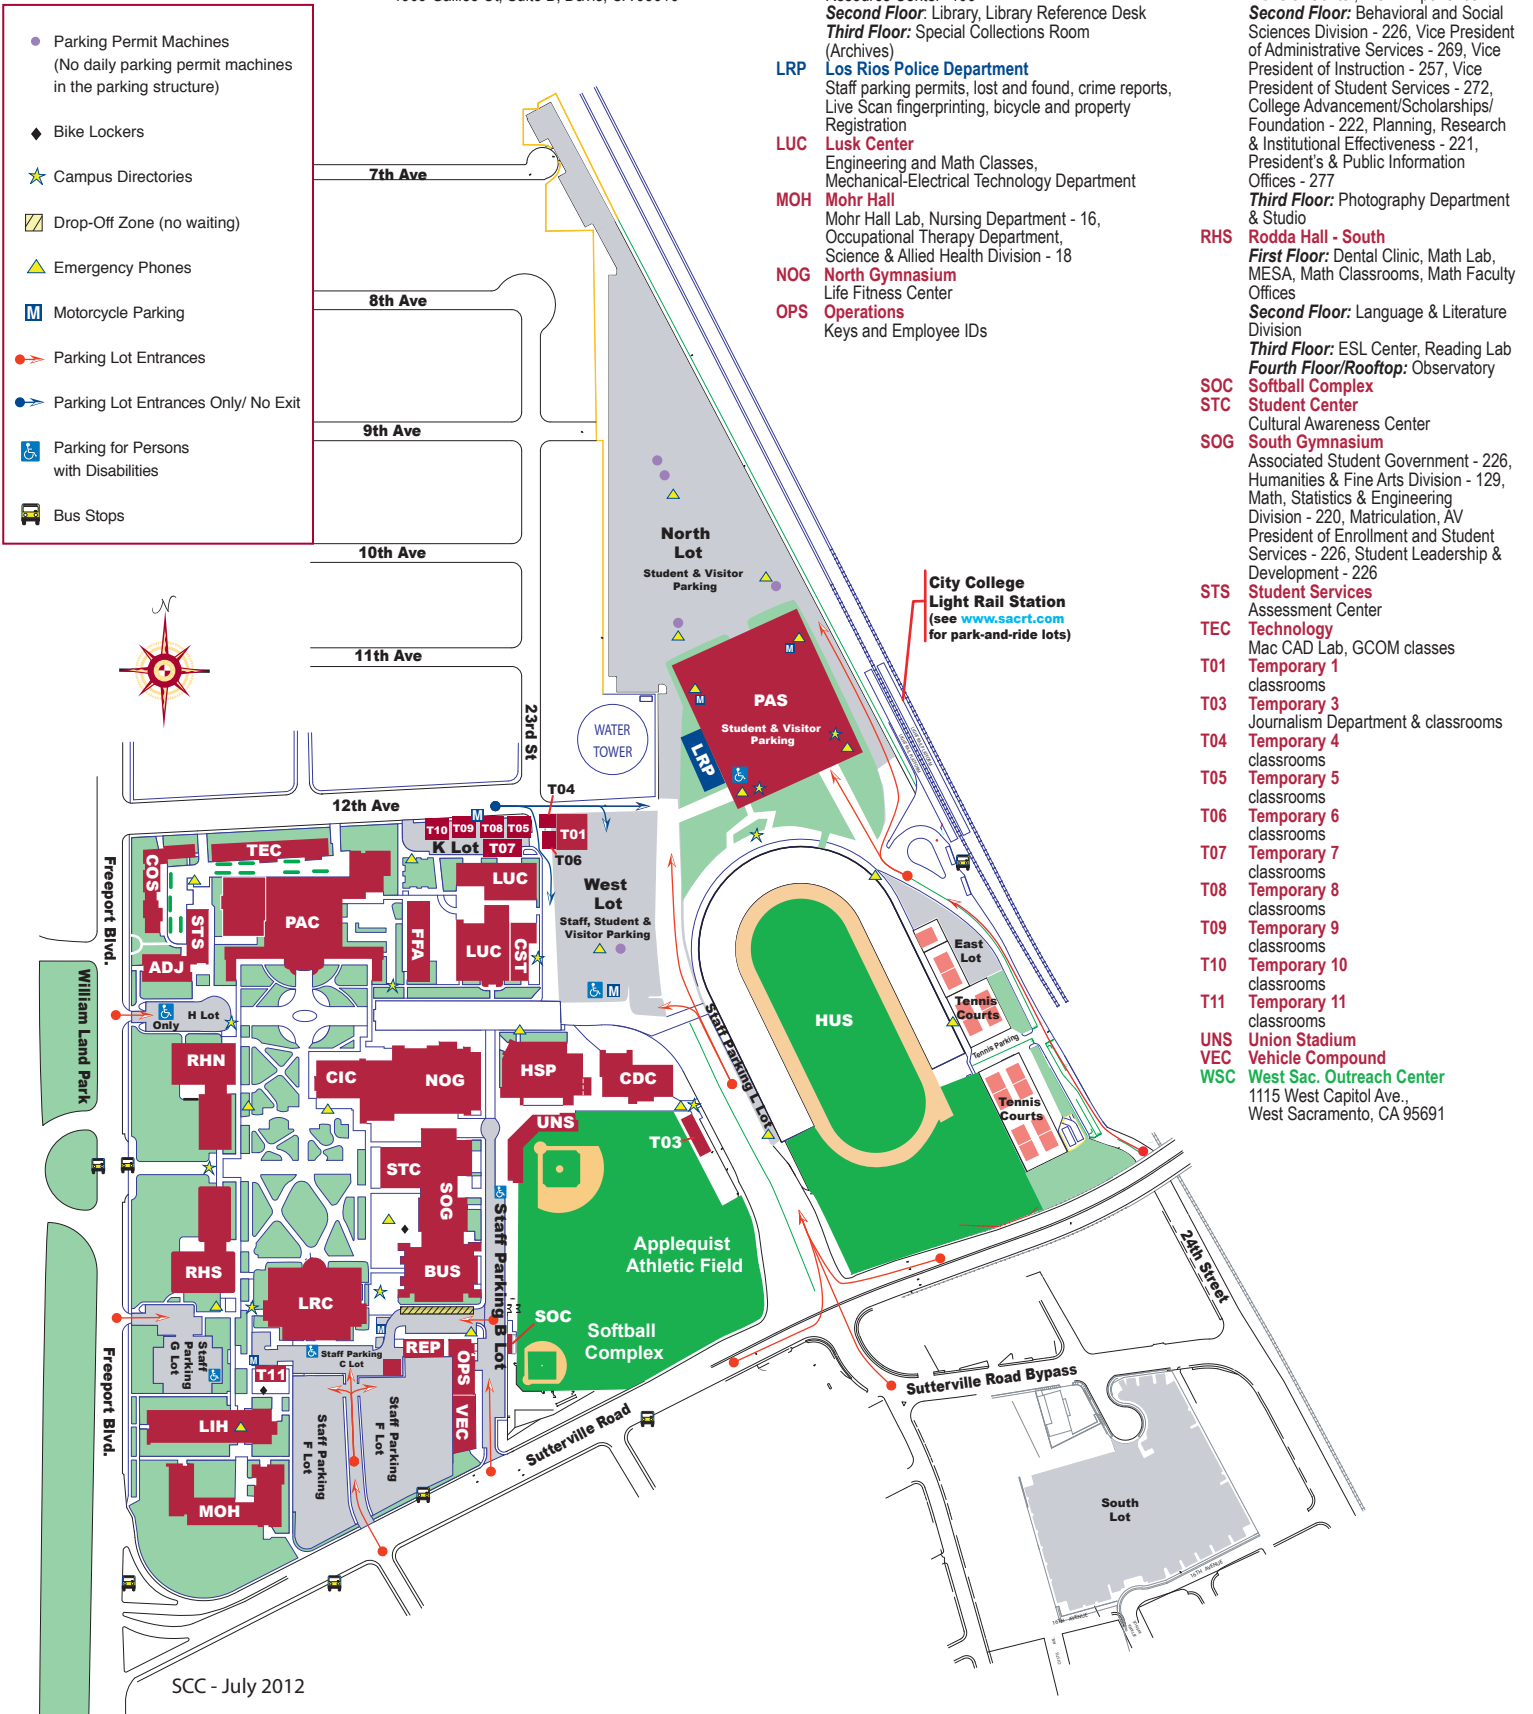 Parking Permit Machines
(No daily parking permit machines
in the parking structure)
Bike Lockers
Campus Directories
Drop-Off Zone (no waiting)
Emergency Phones
M Motorcycle Parking
Parking Lot Entrances
Parking Lot Entrances Only/ No Exit
Parking for Persons
with Disabilities
Bus Stops
Second Floor: Library, Library Reference Desk
Third Floor: Special Collections Room
(Archives)
LRP Los Rios Police Department
Staff parking permits, lost and found, crime reports,
Live Scan fingerprinting, bicycle and property
Registration
LUC Lusk Center
Engineering and Math Classes,
Mechanical-Electrical Technology Department
MOH Mohr Hall
Mohr Hall Lab, Nursing Department - 16,
Occupational Therapy Department,
Science & Allied Health Division - 18
NOG North Gymnasium
Life Fitness Center
OPS Operations
Keys and Employee IDs
Second Floor: Behavioral and Social
Sciences Division - 226, Vice President
of Administrative Services - 269, Vice
President of Instruction - 257, Vice
President of Student Services - 272,
College Advancement/Scholarships/
Foundation - 222, Planning, Research
& Institutional Effectiveness - 221,
President's & Public Information
Offices - 277
Third Floor: Photography Department
& Studio
RHS Rodda Hall - South
First Floor: Dental Clinic, Math Lab,
MESA, Math Classrooms, Math Faculty
Offices
Second Floor: Language & Literature
Division
Third Floor: ESL Center, Reading Lab
Fourth Floor/Rooftop: Observatory
SOC Softball Complex
STC Student Center
Cultural Awareness Center
SOG South Gymnasium
Associated Student Government - 226,
Humanities & Fine Arts Division - 129,
Math, Statistics & Engineering
Division - 220, Matriculation, AV
President of Enrollment and Student
Services - 226, Student Leadership &
Development - 226
STS Student Services
Assessment Center
TEC Technology
Mac CAD Lab, GCOM classes
T01 Temporary 1
classrooms
T03 Temporary 3
Journalism Department & classrooms
T04 Temporary 4
classrooms
T05 Temporary 5
classrooms
T06 Temporary 6
classrooms
T07 Temporary 7
classrooms
T08 Temporary 8
classrooms
T09 Temporary 9
classrooms
T10 Temporary 10
classrooms
T11 Temporary 11
classrooms
UNS Union Stadium
VEC Vehicle Compound
WSC West Sac. Outreach Center
1115 West Capitol Ave.,
West Sacramento, CA 95691
7th Ave
8th Ave
9th Ave
10th Ave
11th Ave
12th Ave
23rd St
N
North
Lot
Student & Visitor
Parking
City College
Light Rail Station
(see www.sacrt.com
for park-and-ride lots)
PAS
Student & Visitor
Parking
M
M
LRP
WATER
TOWER
T04
M
T10
T09
T08
T05
T01
K Lot
T07
T06
TEC
COS
LUC
West
Lot
Staff, Student &
Visitor Parking
M
PAC
STS
FFA
LUC
CST
ADJ
Freeport Blvd.
William Land Park
Only
H Lot
East
Lot
Tennis
Courts
Tennis Parking
Tennis
Courts
HUS
Staff Parking L Lot
RHN
CIC
NOG
HSP
CDC
UNS
T03
STC
SOG
Staff Parking B Lot
Applequist
Athletic Field
RHS
LRC
BUS
SOC
Softball
Complex
24th Street
Staff
Parking
G Lot
M
M
Staff Parking
C Lot
REP
OPS
T11
VEC
Freeport Blvd.
LIH
Staff Parking
F Lot
Staff Parking
F Lot
MOH
Sutterville Road
Sutterville Road Bypass
South
Lot
16TH AVENUE
SCC - July 2012